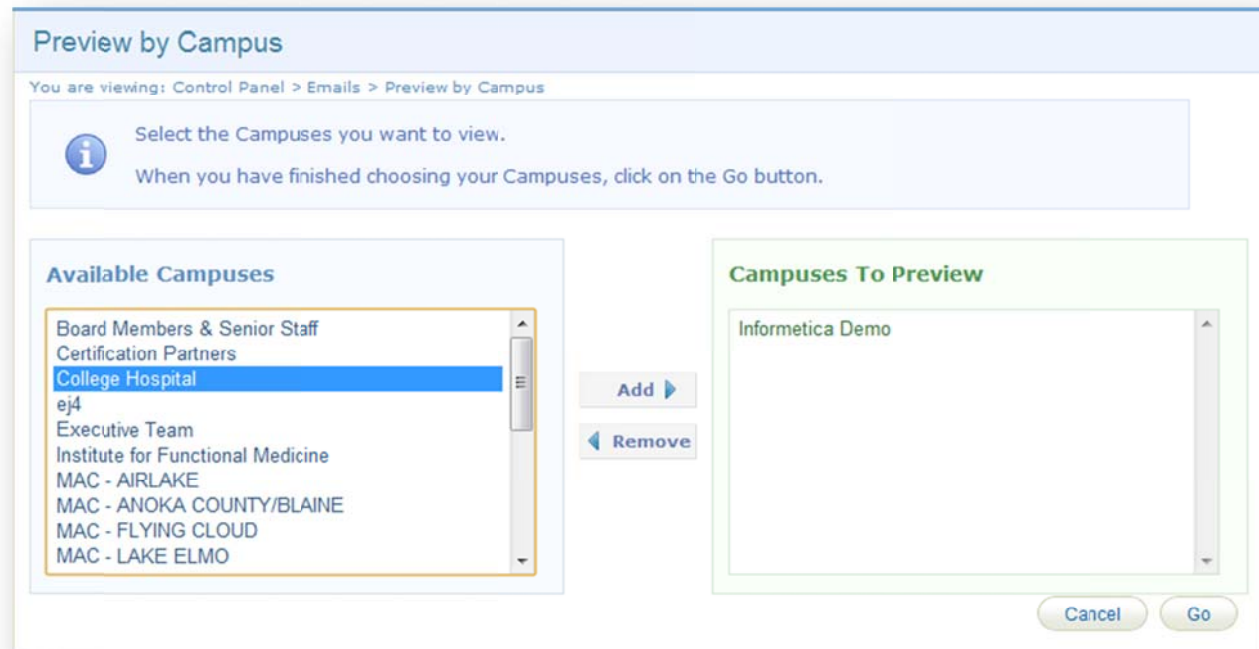 Preview by Campus
You are viewing: Control Panel > Emails > Preview by Campus
Select the Campuses you want to view.
When you have finished choosing your Campuses, click on the Go button.
Available Campuses
Board Members & Senior Staff
Certification Partners
College Hospital
ej4
Executive Team
Institute for Functional Medicine
MAC - AIRLAKE
MAC - ANOKA COUNTY/BLAINE
MAC - FLYING CLOUD
MAC - LAKE ELMO
Add
Remove
Campuses To Preview
Informetica Demo
Cancel
Go